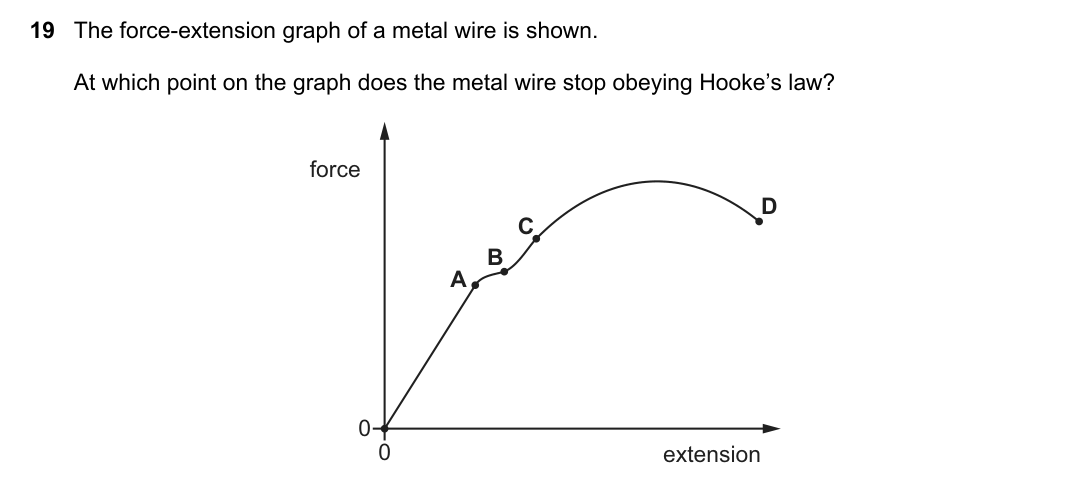 19 The force-extension graph of a metal wire is shown.
At which point on the graph does the metal wire stop obeying Hooke's law?
force
D
C
B
A
0
0
extension